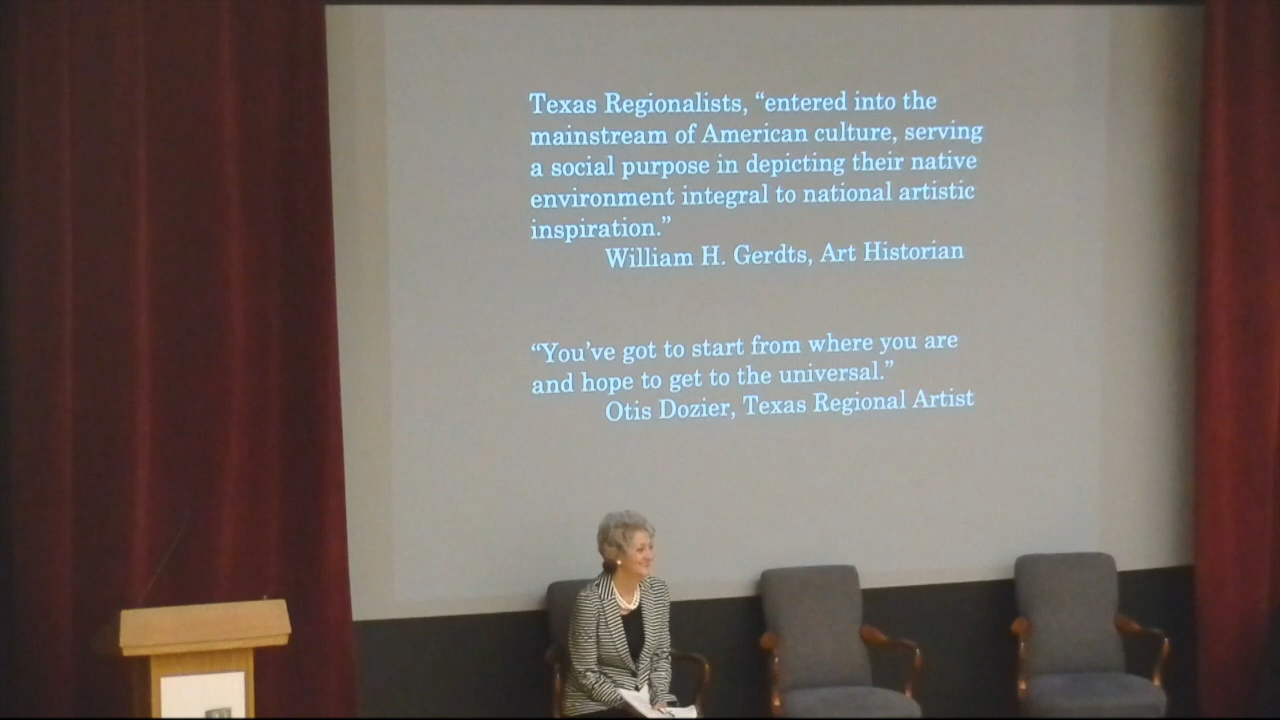 Texas Regionalists, “entered into the
mainstream of American culture, serving
a social purpose in depicting their native
environment integral to national artistic
inspiration.”
William H. Gerdts, Art Historian
“You’ve got to start from where you are
and hope to get to the universal.”
Otis Dozier, Texas Regional Artist